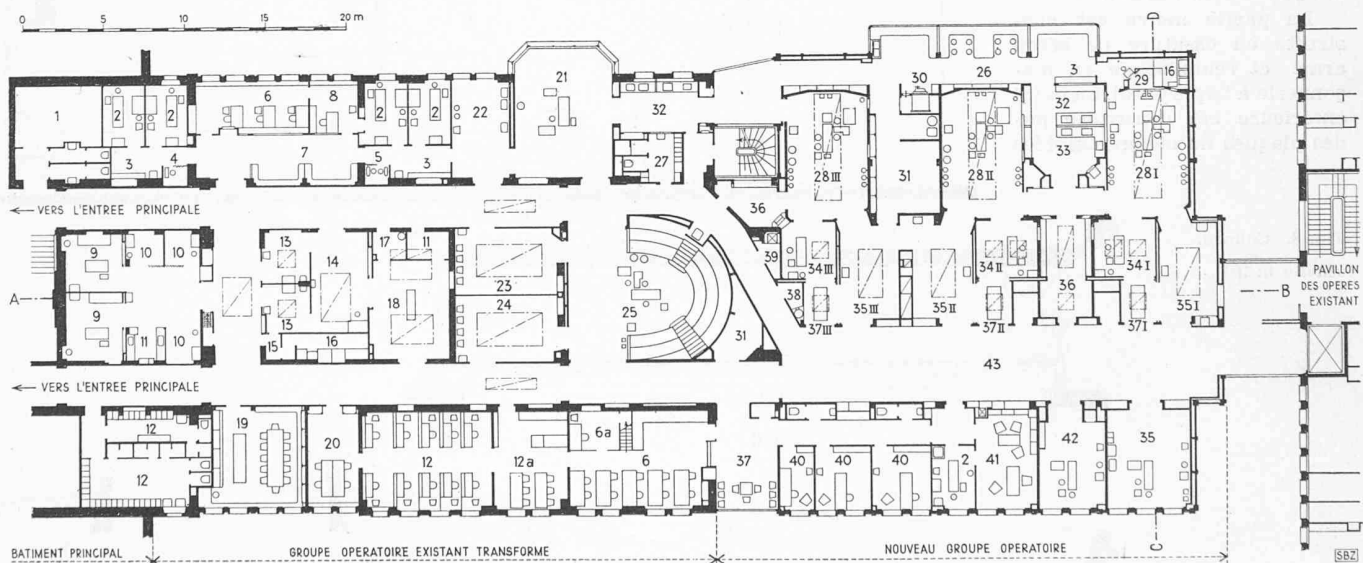 0 5 10 15 20 m
D
1 2 2 6 8 2 2 22 21 32 30 26 3 29 16
3 4 7 5 3 27 28 III 31 28 II 32 33 28 I
← VERS L'ENTREE PRINCIPALE
36
9 10 10 13 14 17 11 23 39 34 III 35 III 35 II 34 II 36 34 I 35 I
PAVILLON
DES OPERES
EXISTANT
A B
9 11 10 13 15 16 18 24 25 31 38 37 III 37 II 37 I
← VERS L'ENTREE PRINCIPALE
43
12 12 19 20 12 12a 6a 6 37 40 40 40 2 41 42 35
C
BATIMENT PRINCIPAL
GROUPE OPERATOIRE EXISTANT TRANSFORME
NOUVEAU GROUPE OPERATOIRE
SBZ